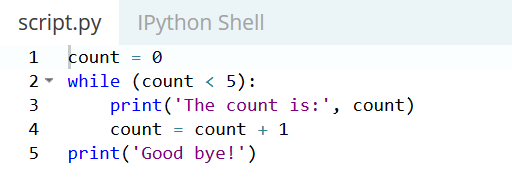 script.py IPython Shell
1 count = 0
2 while (count < 5):
3     print('The count is:', count)
4     count = count + 1
5 print('Good bye!')